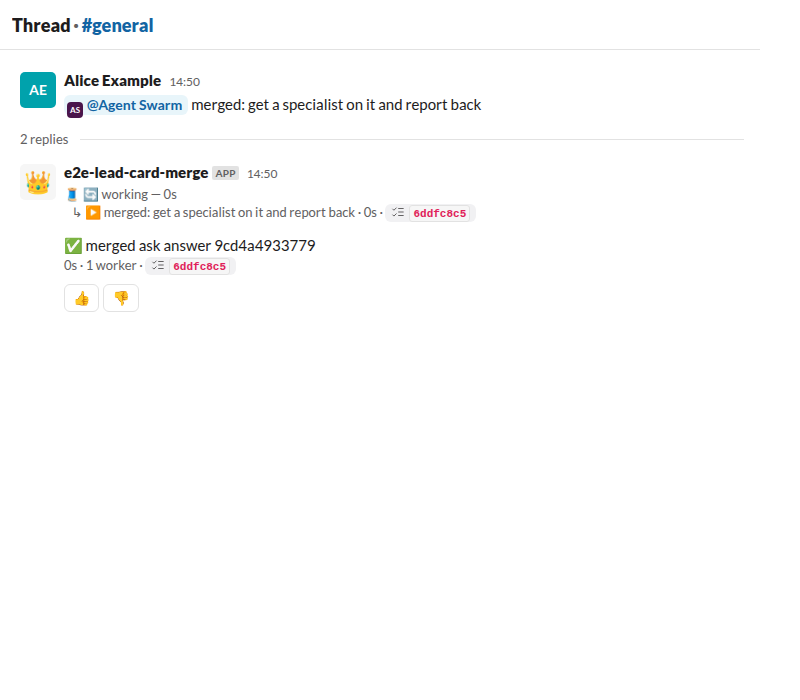 Thread • #general
AE
Alice Example 14:50
AS @Agent Swarm merged: get a specialist on it and report back
2 replies
e2e-lead-card-merge APP 14:50
🧵 🔄 working — 0s
↳ ▶️ merged: get a specialist on it and report back · 0s · 6ddfc8c5
✅ merged ask answer 9cd4a4933779
0s · 1 worker · 6ddfc8c5
👍 👎